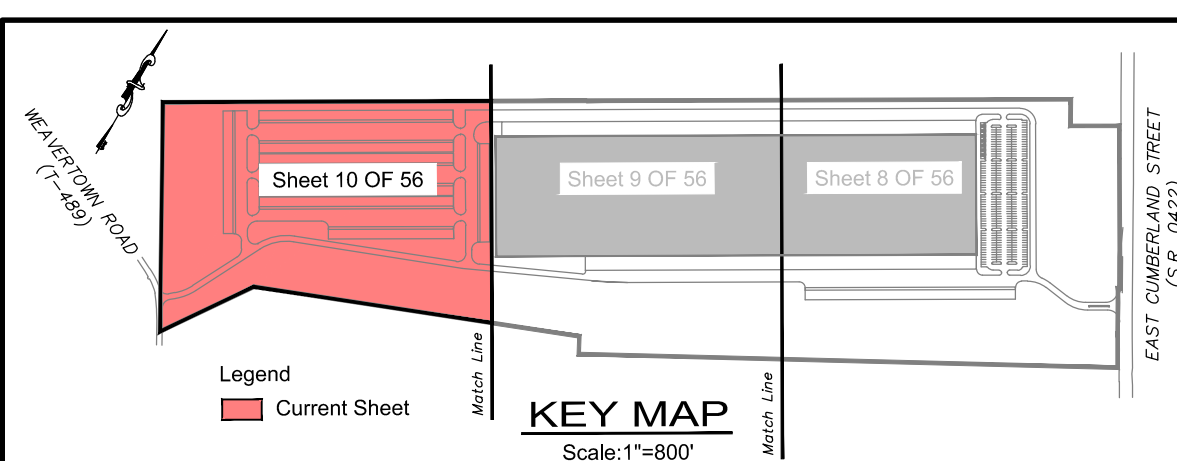 WEAVERTOWN ROAD
(T-489)
Sheet 10 OF 56
Sheet 9 OF 56
Sheet 8 OF 56
EAST CUMBERLAND STREET
(S.R. 0422)
Legend
Current Sheet
Match Line
KEY MAP
Scale:1"=800'
Match Line